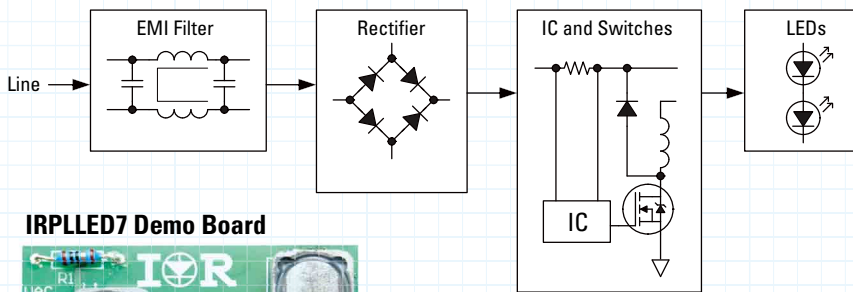 EMI Filter
Rectifier
IC and Switches
LEDs
Line
IC
IRPLLED7 Demo Board
R1
IOR